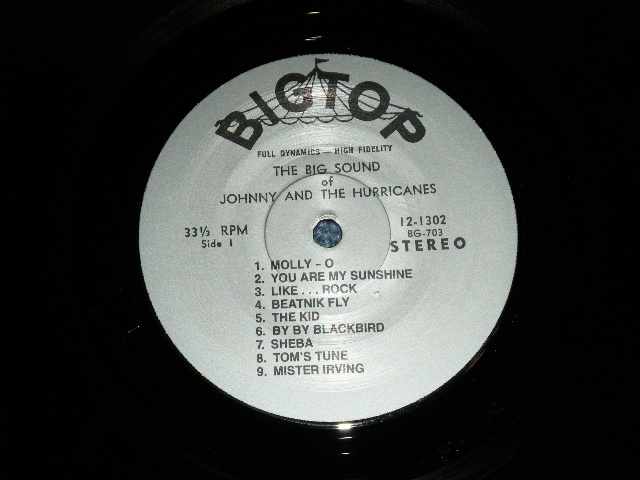 BIGTOP
FULL DYNAMICS — HIGH FIDELITY
THE BIG SOUND
of
JOHNNY AND THE HURRICANES
33⅓ RPM
Side 1
12-1302
BG-703
STEREO
1. MOLLY - O
2. YOU ARE MY SUNSHINE
3. LIKE . . . ROCK
4. BEATNIK FLY
5. THE KID
6. BY BY BLACKBIRD
7. SHEBA
8. TOM'S TUNE
9. MISTER IRVING